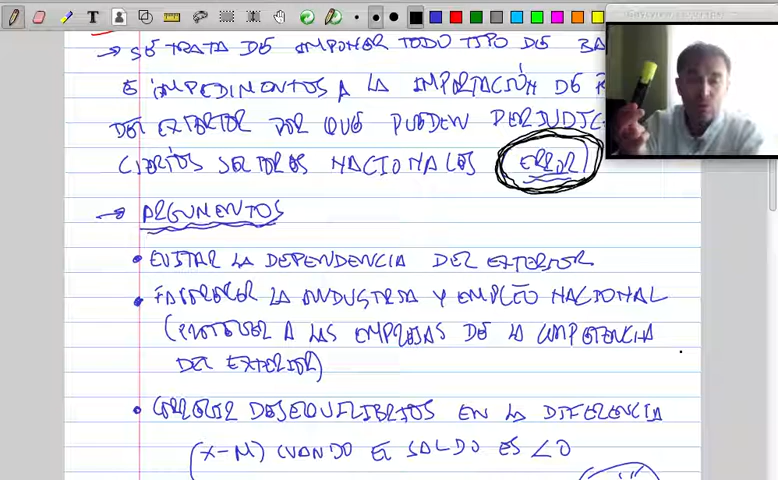 → SE TRATA DE IMPONER TODO TIPO DE BA
E IMPEDIMENTOS A LA IMPORTACIÓN DE
DEL EXTERIOR POR QUE PUEDEN PERJUDIC
CIERTOS SECTORES NACIONALES ERROR
→ ARGUMENTOS
• EVITAR LA DEPENDENCIA DEL EXTERIOR
• FAVORECER LA INDUSTRIA Y EMPLEO NACIONAL
(PROTEGER A LAS EMPRESAS DE LA COMPETENCIA
DEL EXTERIOR)
• CORREGIR DESEQUILIBRIOS EN LA DIFERENCIA
(X-M) CUANDO EL SALDO ES <0